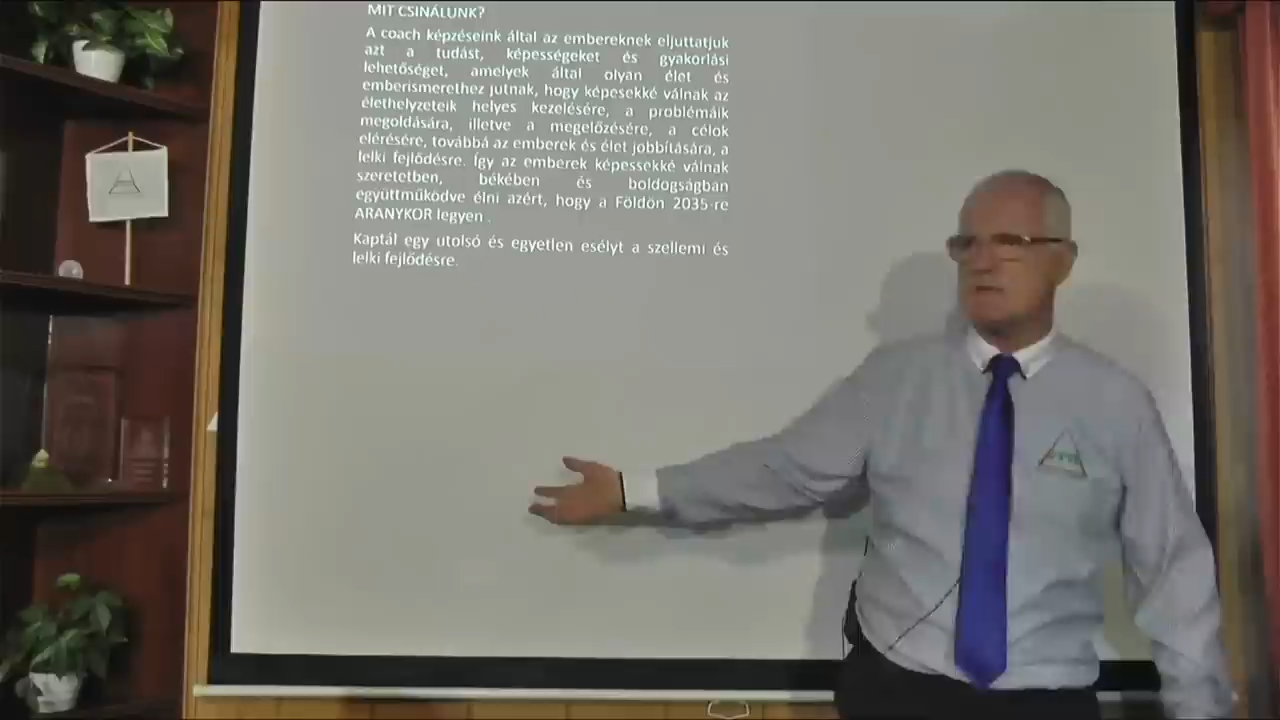 MIT CSINÁLUNK?
A coach képzéseink által az embereknek eljuttatjuk
azt a tudást, képességeket és gyakorlási
lehetőséget, amelyek által olyan élet és
emberismerethez jutnak, hogy képesekké válnak az
élethelyzeteik helyes kezelésére, a problémáik
megoldására, illetve a megelőzésére, a célok
elérésére, továbbá az emberek és élet jobbítására, a
lelki fejlődésre. Így az emberek képessekké válnak
szeretetben, békében és boldogságban
együttműködve élni azért, hogy a Földön 2035-re
ARANYKOR legyen .
Kaptál egy utolsó és egyetlen esélyt a szellemi és
lelki fejlődésre.